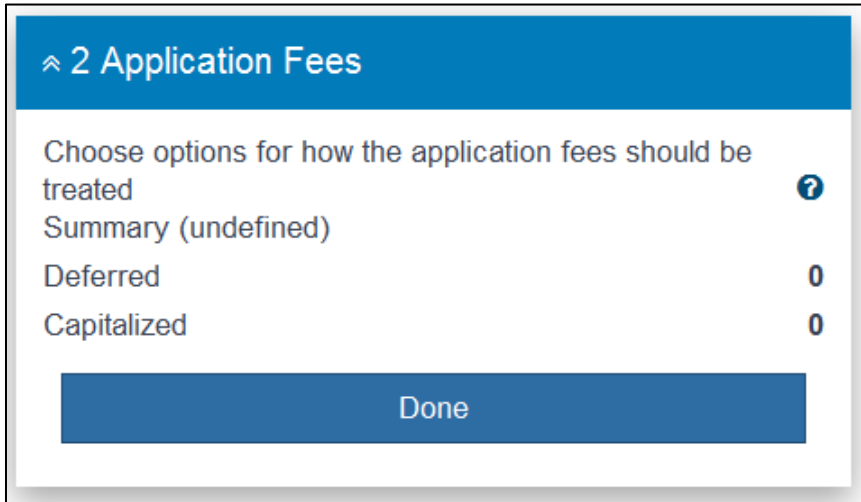 2 Application Fees
Choose options for how the application fees should be
treated
Summary (undefined)
Deferred 0
Capitalized 0
Done